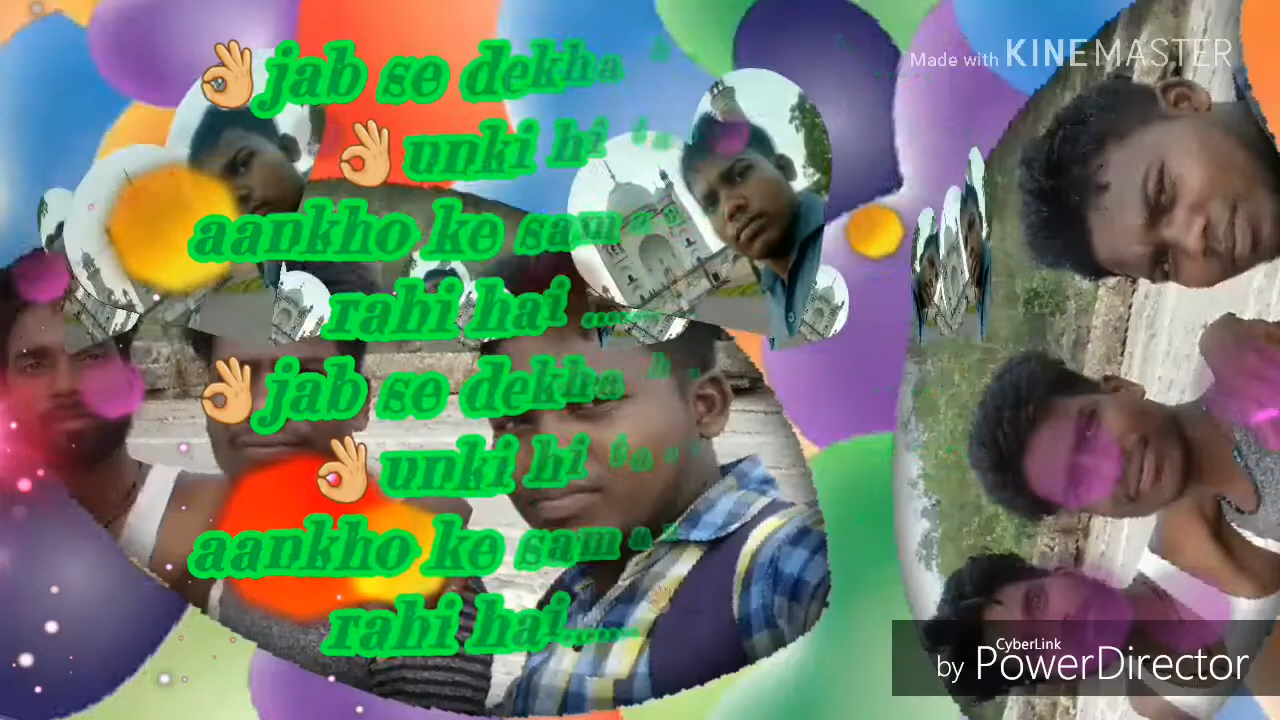 Made with KINEMASTER
👌jab se dekha
👌unki hi
aankho ke sam
rahi hai ......
👌jab se dekha
👌unki hi
aankho ke sam
rahi hai......
CyberLink
by PowerDirector